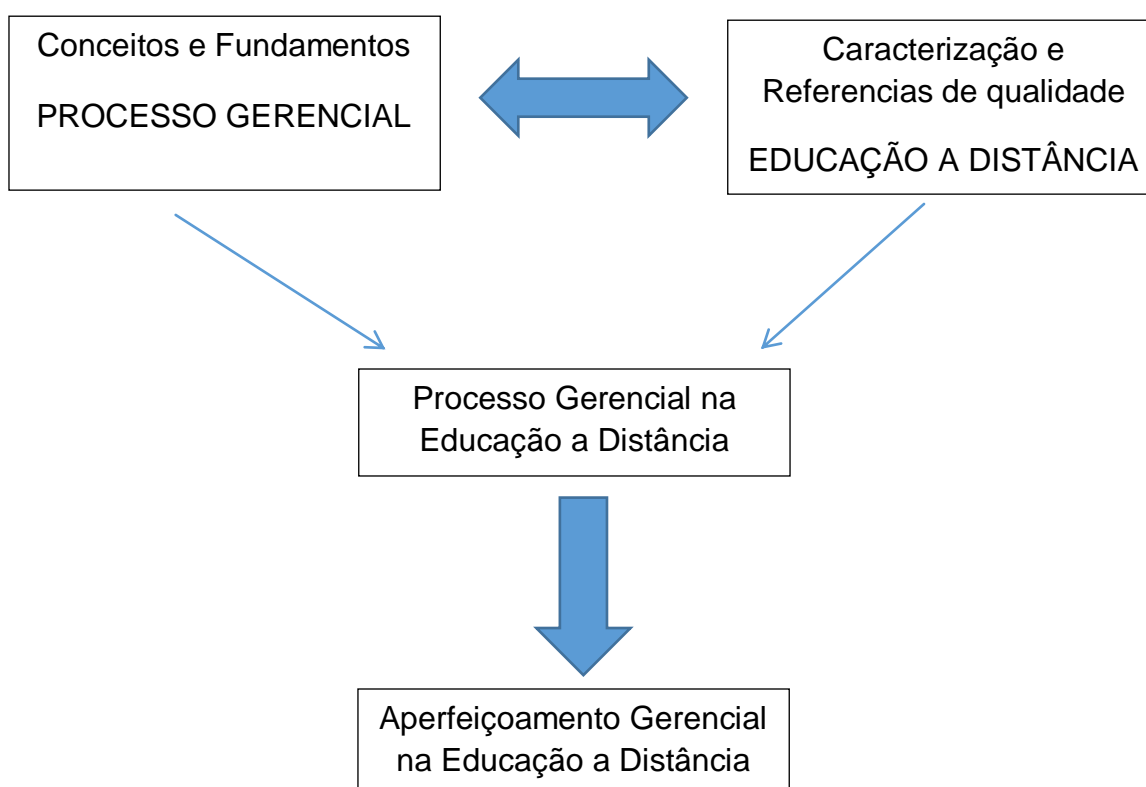 Conceitos e Fundamentos
PROCESSO GERENCIAL
Caracterização e
Referencias de qualidade
EDUCAÇÃO A DISTÂNCIA
Processo Gerencial na
Educação a Distância
Aperfeiçoamento Gerencial
na Educação a Distância